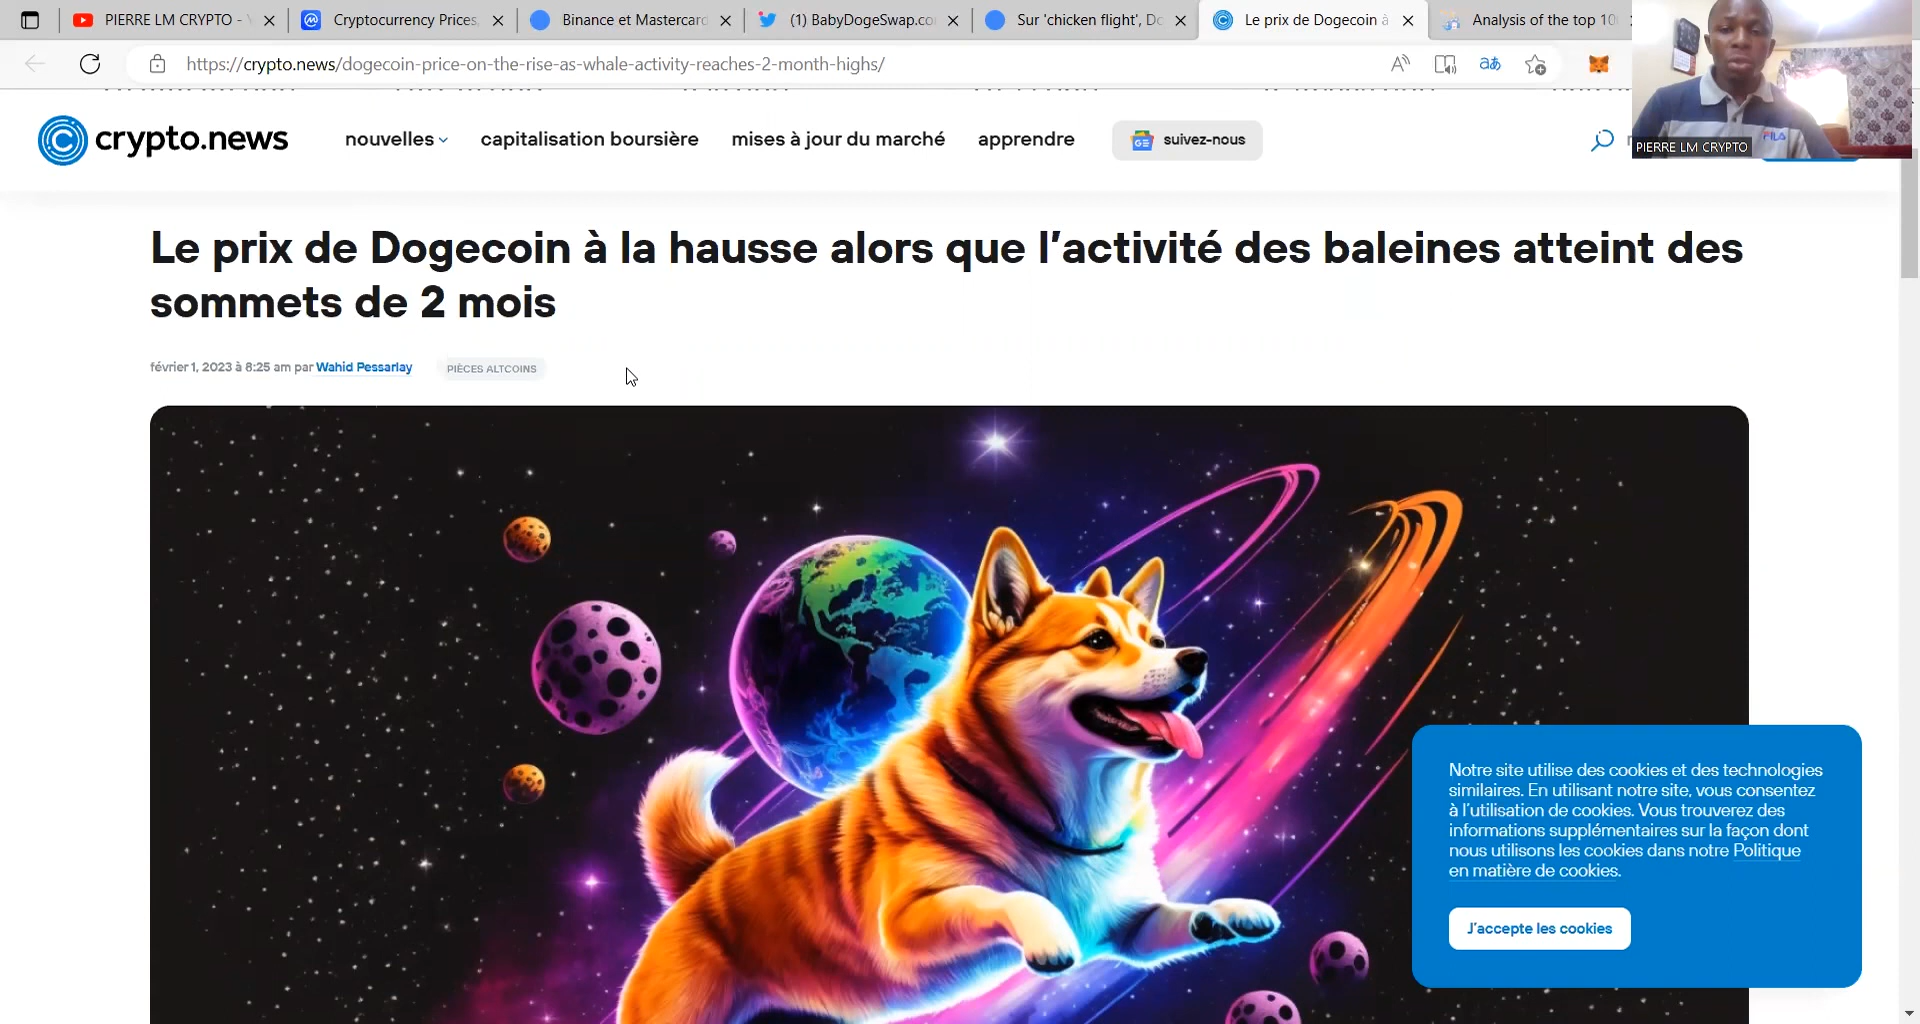 PIERRE LM CRYPTO -
Cryptocurrency Prices,
Binance et Mastercard
(1) BabyDogeSwap.co
Sur 'chicken flight', Do
Le prix de Dogecoin à
Analysis of the top 10
https://crypto.news/dogecoin-price-on-the-rise-as-whale-activity-reaches-2-month-highs/
crypto.news
nouvelles
capitalisation boursière
mises à jour du marché
apprendre
GE suivez-nous
FILA
PIERRE LM CRYPTO
Le prix de Dogecoin à la hausse alors que l’activité des baleines atteint des
sommets de 2 mois
février 1, 2023 à 8:25 am par Wahid Pessarlay
PIÈCES ALTCOINS
Notre site utilise des cookies et des technologies
similaires. En utilisant notre site, vous consentez
à l’utilisation de cookies. Vous trouverez des
informations supplémentaires sur la façon dont
nous utilisons les cookies dans notre Politique
en matière de cookies.
J’accepte les cookies